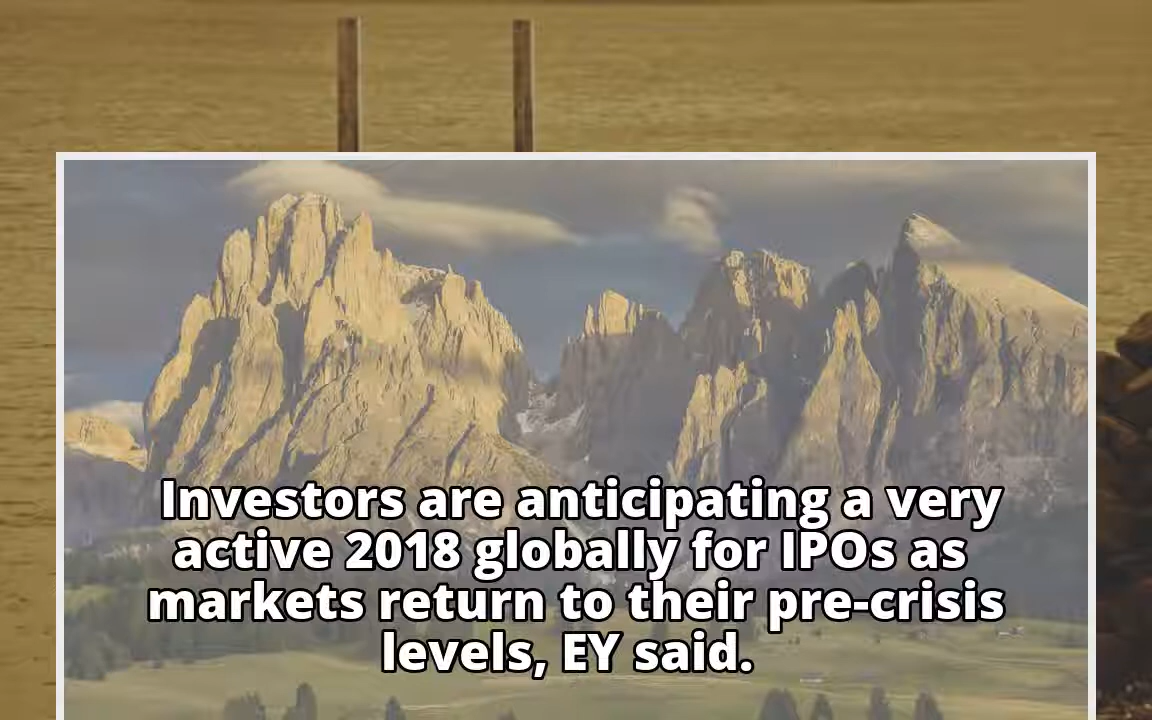 Investors are anticipating a very
active 2018 globally for IPOs as
markets return to their pre-crisis
levels, EY said.